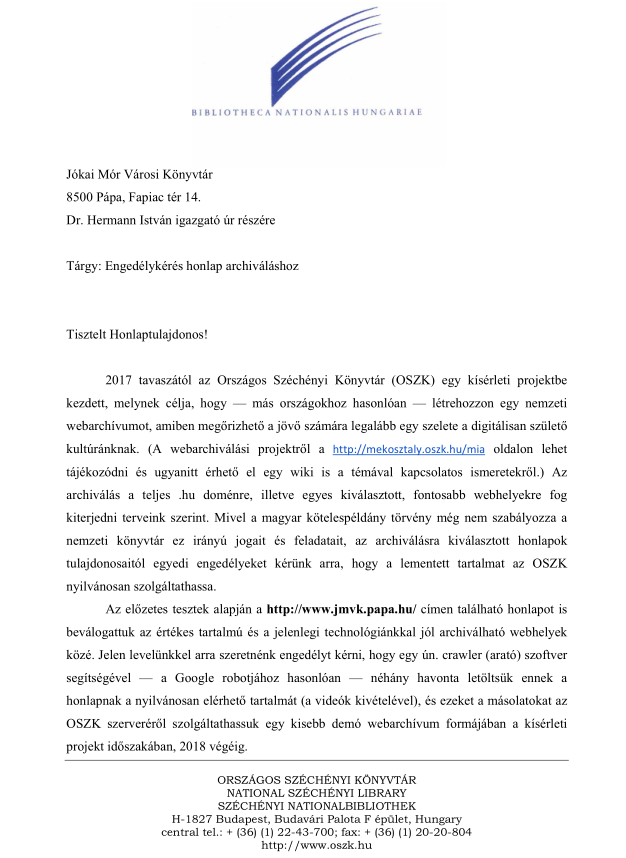 BIBLIOTHECA NATIONALIS HUNGARIAE
Jókai Mór Városi Könyvtár
8500 Pápa, Fapiac tér 14.
Dr. Hermann István igazgató úr részére
Tárgy: Engedélykérés honlap archiváláshoz
Tisztelt Honlaptulajdonos!
2017 tavaszától az Országos Széchényi Könyvtár (OSZK) egy kísérleti projektbe
kezdett, melynek célja, hogy — más országokhoz hasonlóan — létrehozzon egy nemzeti
webarchívumot, amiben megőrizhető a jövő számára legalább egy szelete a digitálisan születő
kultúránknak. (A webarchiválási projektről a http://mekosztaly.oszk.hu/mia oldalon lehet
tájékozódni és ugyanitt érhető el egy wiki is a témával kapcsolatos ismeretekről.) Az
archiválás a teljes .hu doménre, illetve egyes kiválasztott, fontosabb webhelyekre fog
kiterjedni terveink szerint. Mivel a magyar kötelespéldány törvény még nem szabályozza a
nemzeti könyvtár ez irányú jogait és feladatait, az archiválásra kiválasztott honlapok
tulajdonosaitól egyedi engedélyeket kérünk arra, hogy a lementett tartalmat az OSZK
nyilvánosan szolgáltathassa.
Az előzetes tesztek alapján a http://www.jmvk.papa.hu/ címen található honlapot is
beválogattuk az értékes tartalmú és a jelenlegi technológiánkkal jól archiválható webhelyek
közé. Jelen levelünkkel arra szeretnénk engedélyt kérni, hogy egy ún. crawler (arató) szoftver
segítségével — a Google robotjához hasonlóan — néhány havonta letöltsük ennek a
honlapnak a nyilvánosan elérhető tartalmát (a videók kivételével), és ezeket a másolatokat az
OSZK szerveréről szolgáltathassuk egy kisebb demó webarchívum formájában a kísérleti
projekt időszakában, 2018 végéig.
ORSZÁGOS SZÉCHÉNYI KÖNYVTÁR
NATIONAL SZÉCHÉNYI LIBRARY
SZÉCHÉNYI NATIONALBIBLIOTHEK
H-1827 Budapest, Budavári Palota F épület, Hungary
central tel.: + (36) (1) 22-43-700; fax: + (36) (1) 20-20-804
http://www.oszk.hu